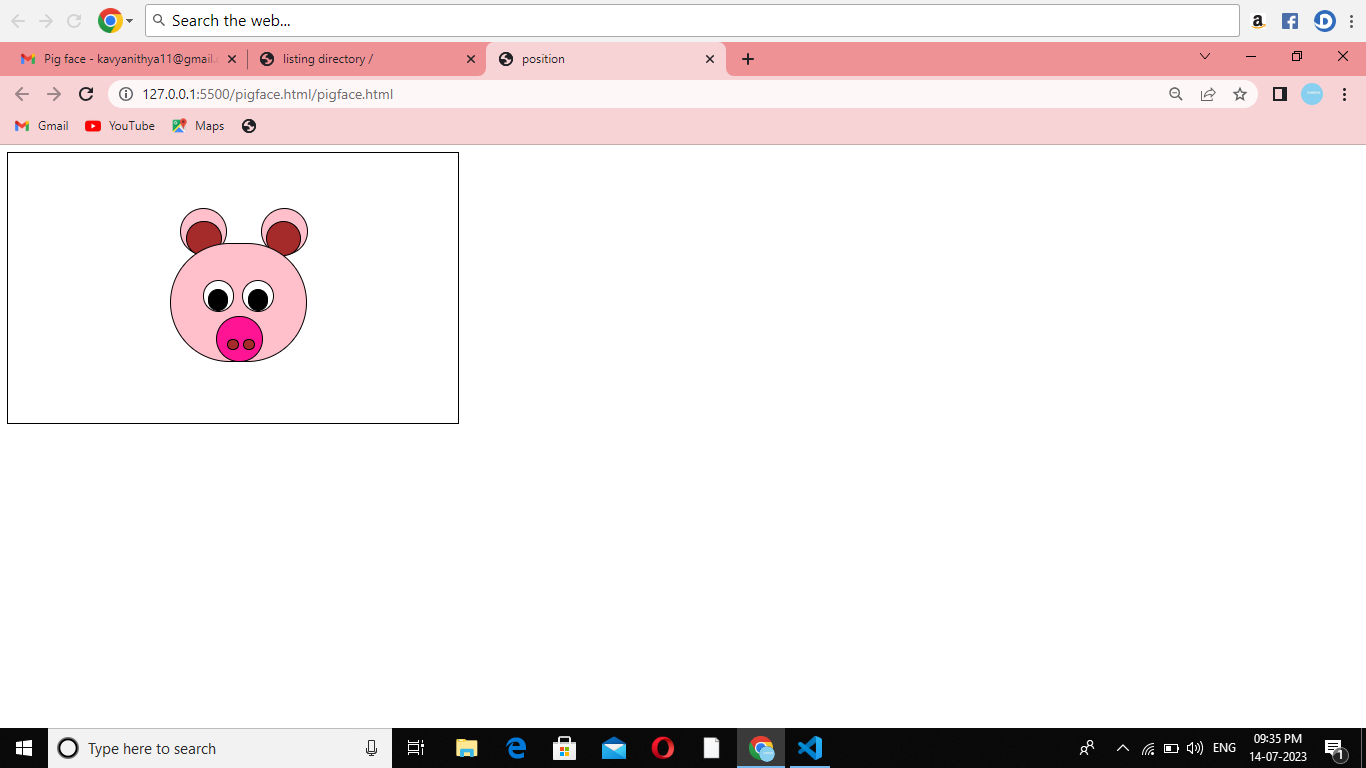 Search the web...
Pig face - kavyanithya11@gmail.c
listing directory /
position
127.0.0.1:5500/pigface.html/pigface.html
Gmail
YouTube
Maps
Type here to search
ENG
09:35 PM
14-07-2023
1